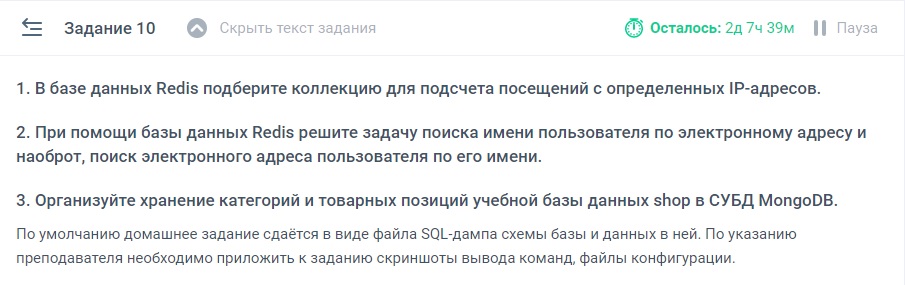 Задание 10 Скрыть текст задания Осталось: 2д 7ч 39м Пауза
1. В базе данных Redis подберите коллекцию для подсчета посещений с определенных IP-адресов.
2. При помощи базы данных Redis решите задачу поиска имени пользователя по электронному адресу и
наоброт, поиск электронного адреса пользователя по его имени.
3. Организуйте хранение категорий и товарных позиций учебной базы данных shop в СУБД MongoDB.
По умолчанию домашнее задание сдаётся в виде файла SQL-дампа схемы базы и данных в ней. По указанию
преподавателя необходимо приложить к заданию скриншоты вывода команд, файлы конфигурации.